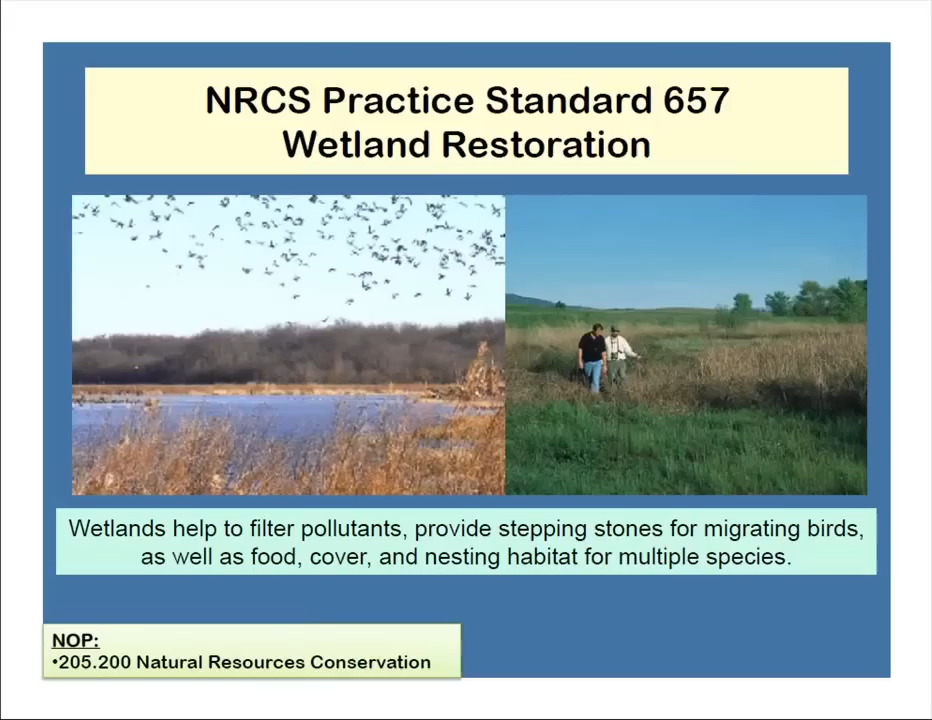 NRCS Practice Standard 657
Wetland Restoration
Wetlands help to filter pollutants, provide stepping stones for migrating birds,
as well as food, cover, and nesting habitat for multiple species.
NOP:
•205.200 Natural Resources Conservation